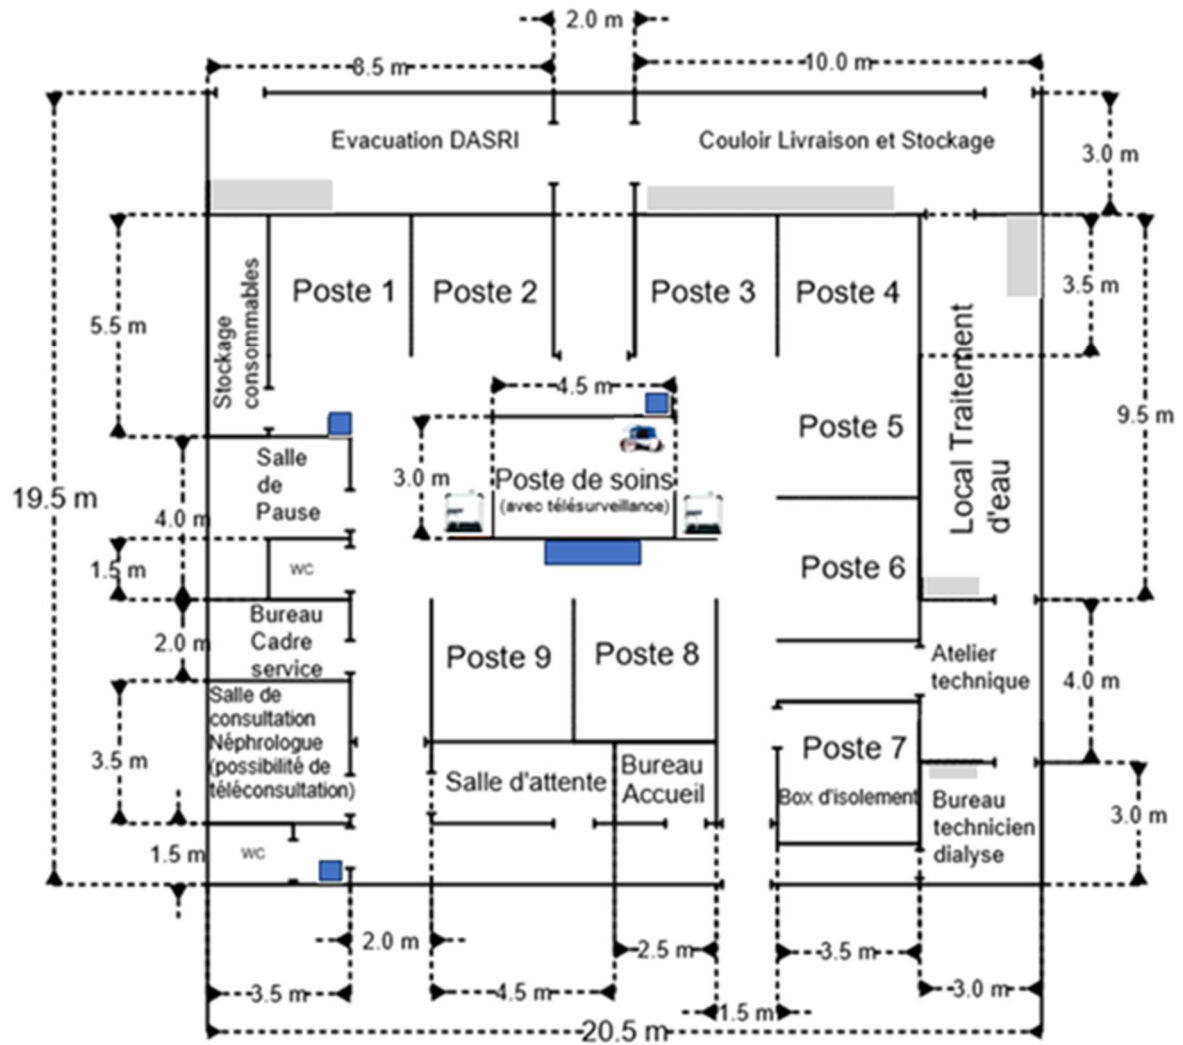 2.0 m
8.5 m
10.0 m
Evacuation DASRI
Couloir Livraison et Stockage
3.0 m
Stockage
consommables
Poste 1
Poste 2
Poste 3
Poste 4
3.5 m
5.5 m
4.5 m
Local Traitement
d'eau
9.5 m
Poste 5
Salle
de
Pause
3.0 m
Poste de soins
(avec télésurveillance)
19.5 m
4.0 m
1.5 m
WC
Poste 6
Bureau
Cadre
service
2.0 m
Poste 9
Poste 8
Atelier
technique
4.0 m
Salle de
consultation
Néphrologue
(possibilité de
téléconsultation)
3.5 m
Salle d'attente
Bureau
Accueil
Poste 7
Box d'isolement
Bureau
technicien
dialyse
3.0 m
1.5 m
WC
2.0 m
2.5 m
3.5 m
3.5 m
4.5 m
3.0 m
1.5 m
20.5 m